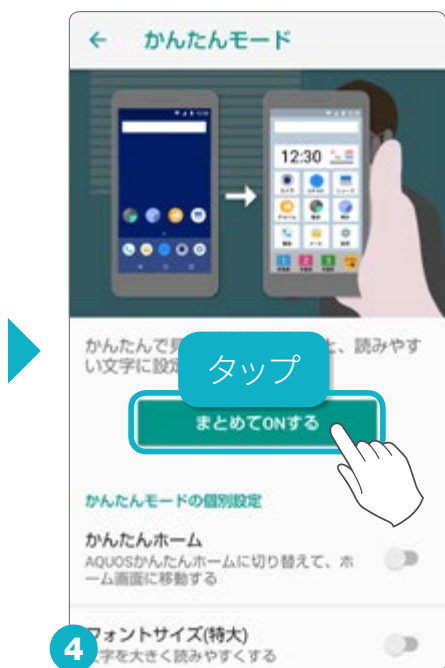 かんたんモード
12:30
かんたんで見
と、読みやす
い文字に設定
タップ
まとめてONする
かんたんモードの個別設定
かんたんホーム
AQUOSかんたんホームに切り替えて、ホ
ーム画面に移動する
フォントサイズ(特大)
字を大きく読みやすくする
4